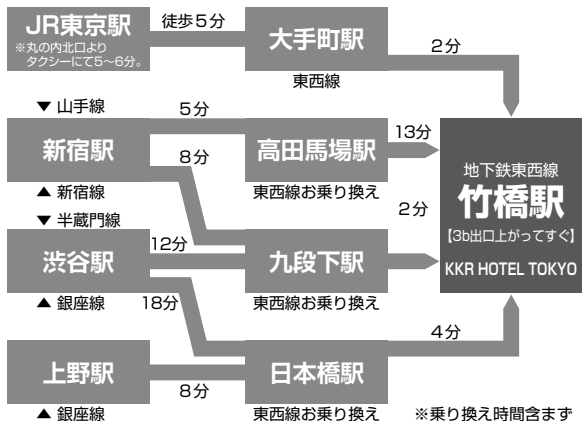 JR東京駅
※丸の内北口より
タクシーにて5〜6分。
徒歩5分
大手町駅
東西線
2分
▼ 山手線
新宿駅
▲ 新宿線
5分
8分
高田馬場駅
東西線お乗り換え
13分
▼ 半蔵門線
渋谷駅
▲ 銀座線
12分
18分
九段下駅
東西線お乗り換え
2分
上野駅
▲ 銀座線
8分
日本橋駅
東西線お乗り換え
4分
地下鉄東西線
竹橋駅
【3b出口上がってすぐ】
KKR HOTEL TOKYO
※乗り換え時間含まず